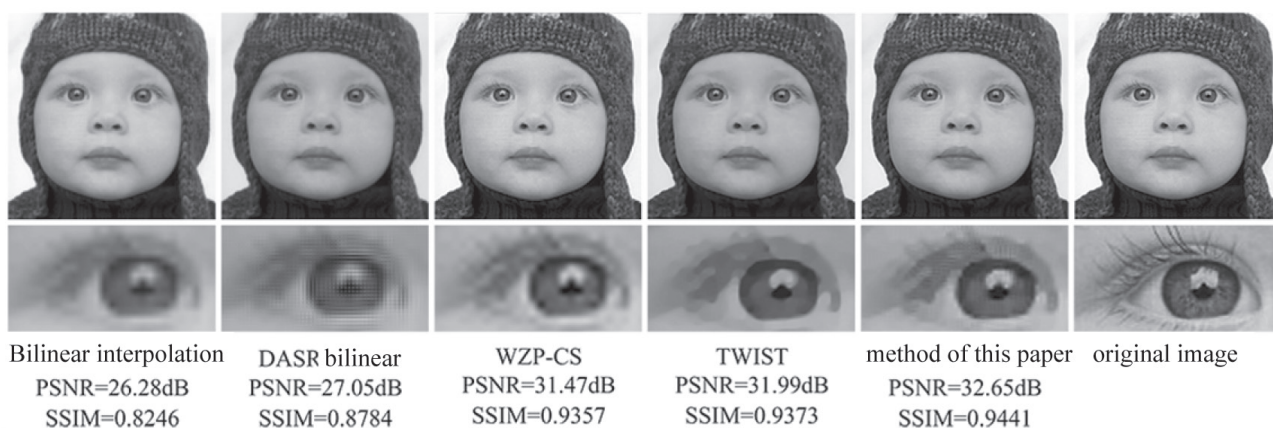 Bilinear interpolation
PSNR=26.28dB
SSIM=0.8246
DASR bilinear
PSNR=27.05dB
SSIM=0.8784
WZP-CS
PSNR=31.47dB
SSIM=0.9357
TWIST
PSNR=31.99dB
SSIM=0.9373
method of this paper
PSNR=32.65dB
SSIM=0.9441
original image